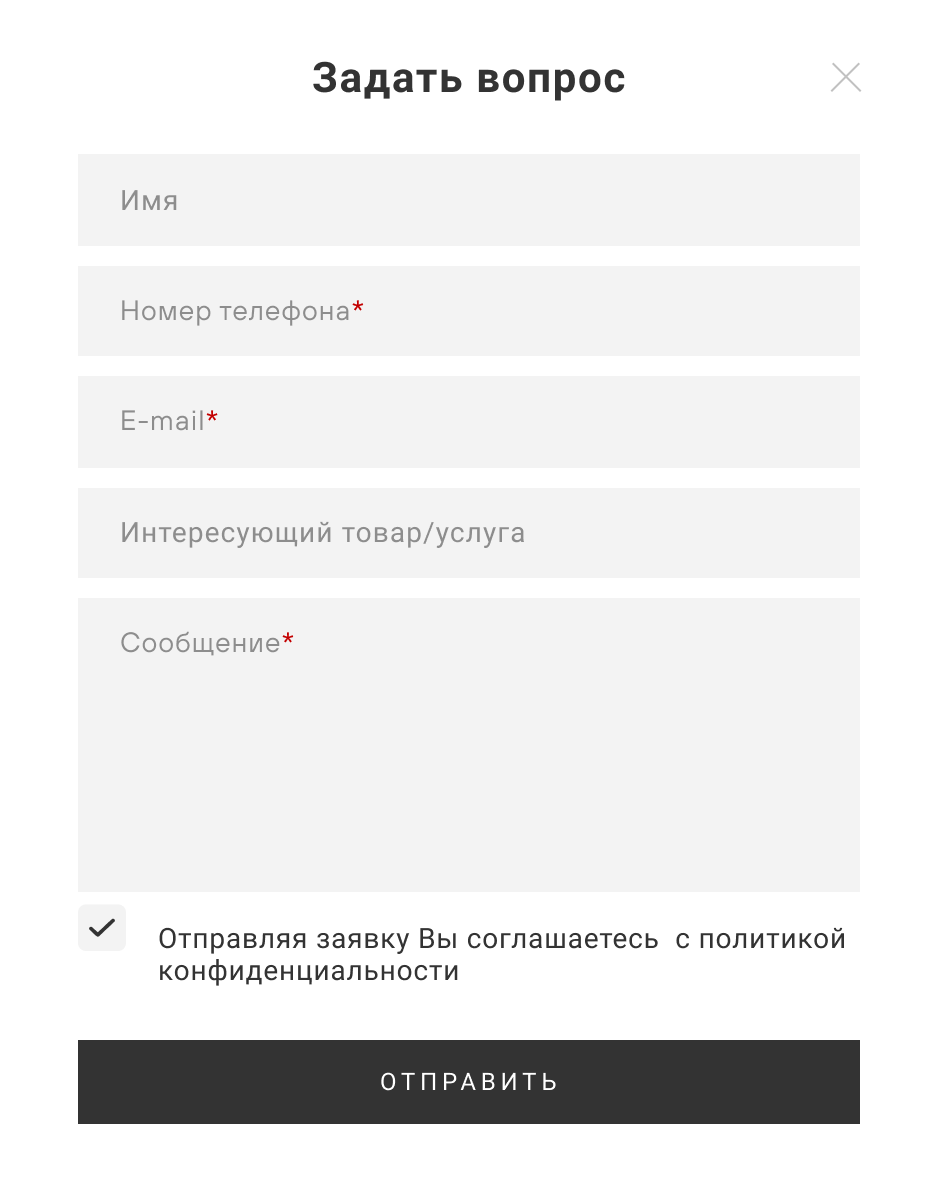 Задать вопрос
Имя
Номер телефона*
E-mail*
Интересующий товар/услуга
Сообщение*
Отправляя заявку Вы соглашаетесь  с политикой
конфиденциальности
ОТПРАВИТЬ